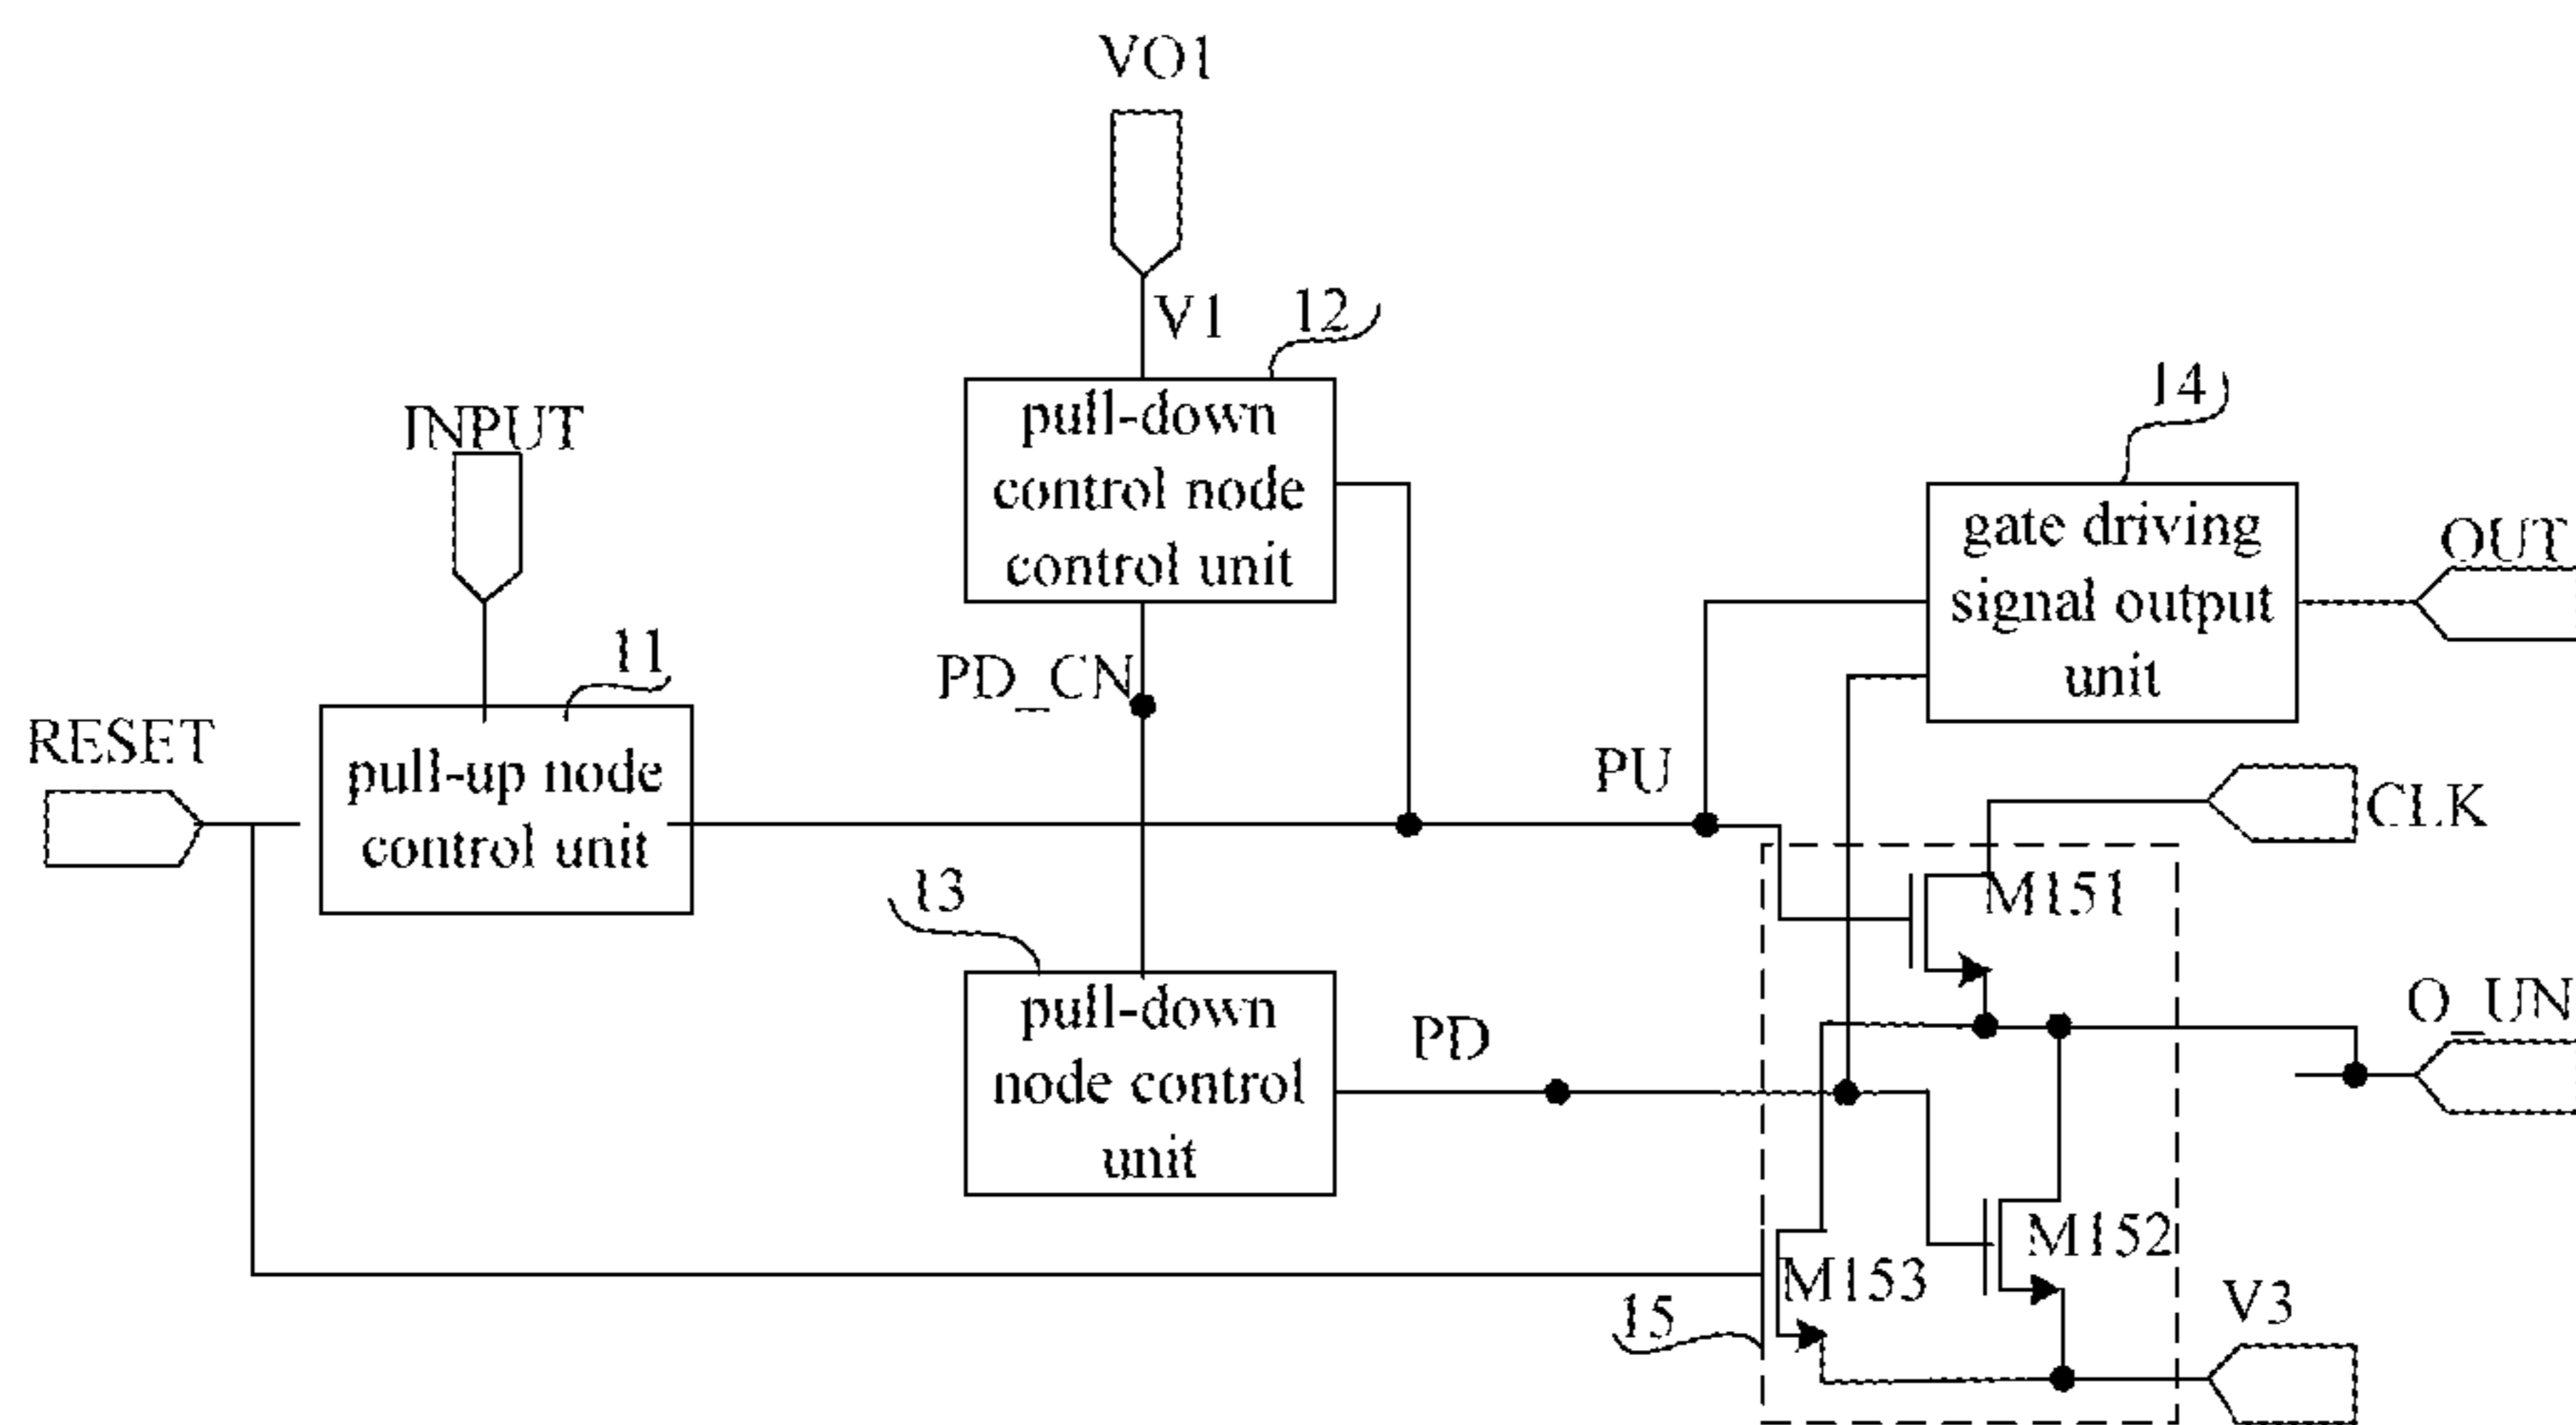 VO1
V1
12
pull-down
control node
control unit
INPUT
11
RESET
pull-up node
control unit
PD_CN
14
gate driving
signal output
unit
OUT
PU
CLK
13
M151
pull-down
node control
unit
PD
O_UN
M152
M153
15
V3